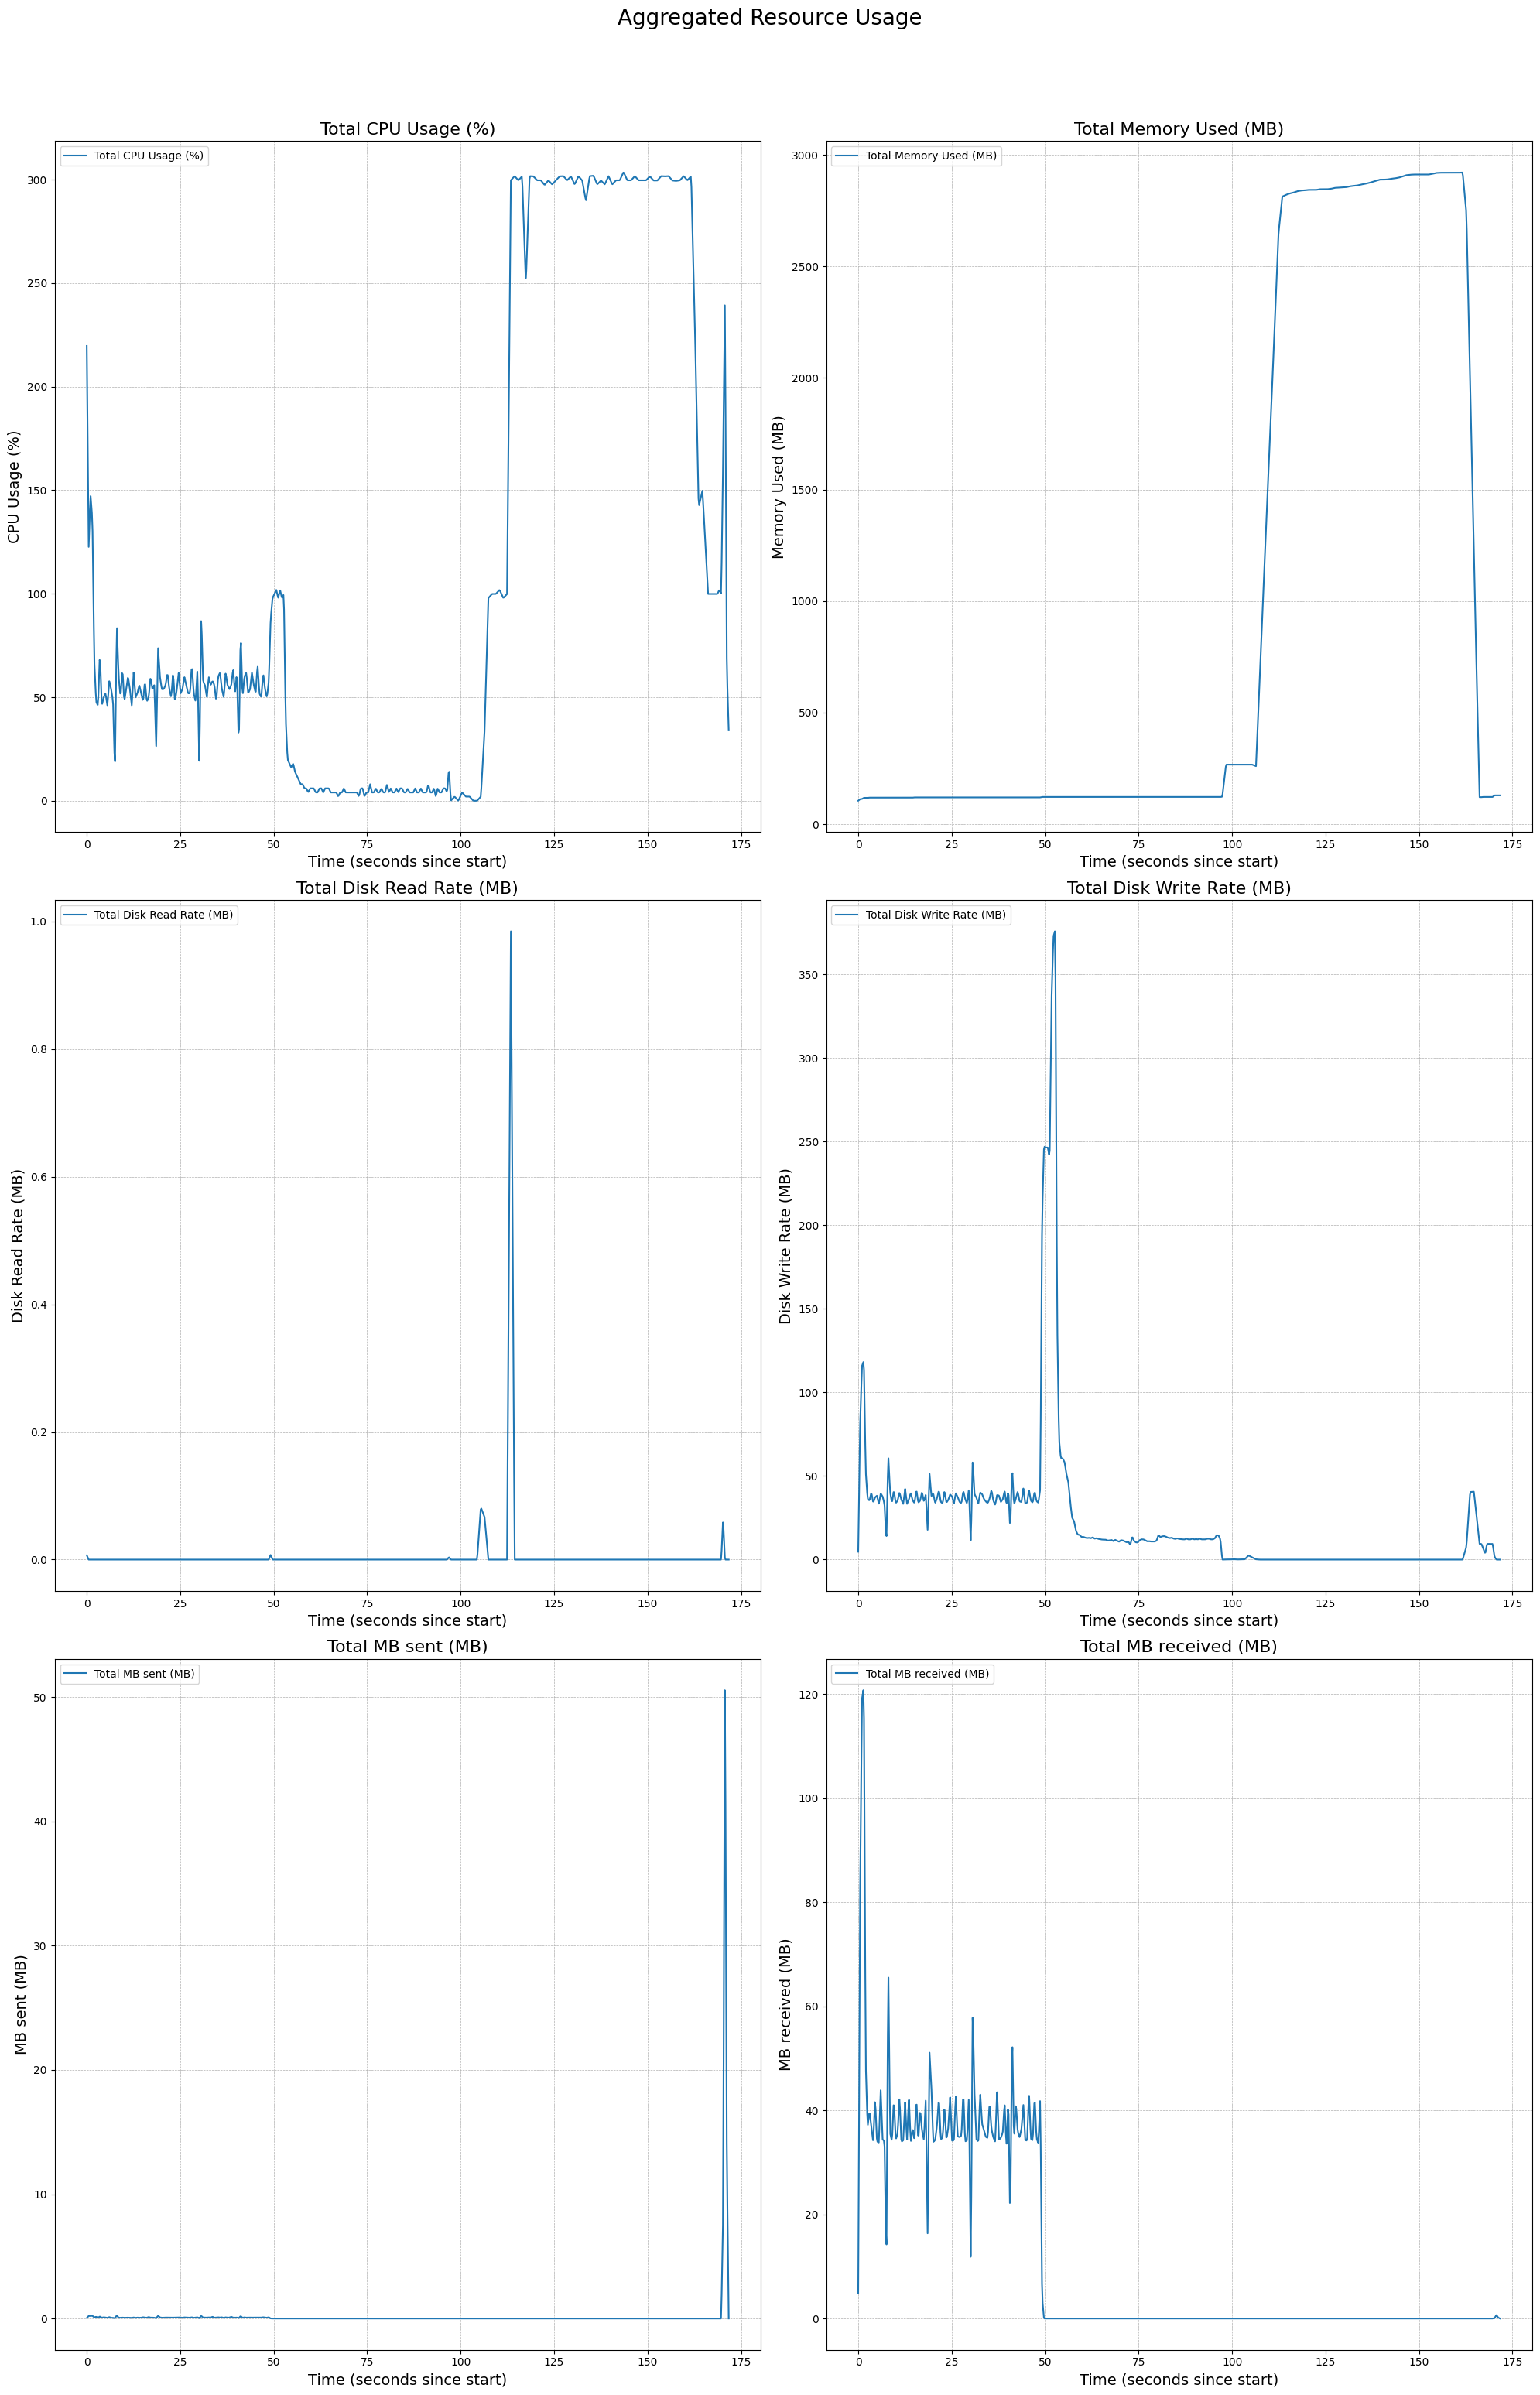 Aggregated Resource Usage
Total CPU Usage (%)
Total CPU Usage (%)
CPU Usage (%)
300
250
200
150
100
50
0
0 25 50 75 100 125 150 175
Time (seconds since start)
Total Memory Used (MB)
Total Memory Used (MB)
Memory Used (MB)
3000
2500
2000
1500
1000
500
0
0 25 50 75 100 125 150 175
Time (seconds since start)
Total Disk Read Rate (MB)
Total Disk Read Rate (MB)
Disk Read Rate (MB)
1.0
0.8
0.6
0.4
0.2
0.0
0 25 50 75 100 125 150 175
Time (seconds since start)
Total Disk Write Rate (MB)
Total Disk Write Rate (MB)
Disk Write Rate (MB)
350
300
250
200
150
100
50
0
0 25 50 75 100 125 150 175
Time (seconds since start)
Total MB sent (MB)
Total MB sent (MB)
MB sent (MB)
50
40
30
20
10
0
0 25 50 75 100 125 150 175
Time (seconds since start)
Total MB received (MB)
Total MB received (MB)
MB received (MB)
120
100
80
60
40
20
0
0 25 50 75 100 125 150 175
Time (seconds since start)